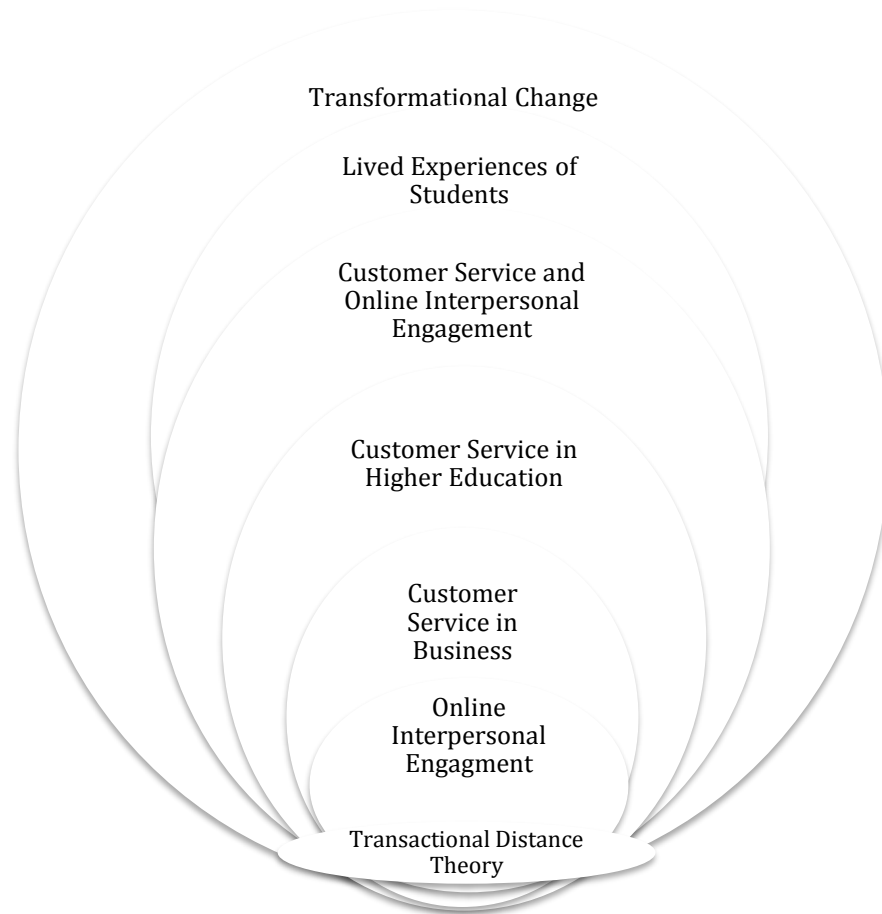 Transformational Change
Lived Experiences of
Students
Customer Service and
Online Interpersonal
Engagement
Customer Service in
Higher Education
Customer
Service in
Business
Online
Interpersonal
Engagment
Transactional Distance
Theory